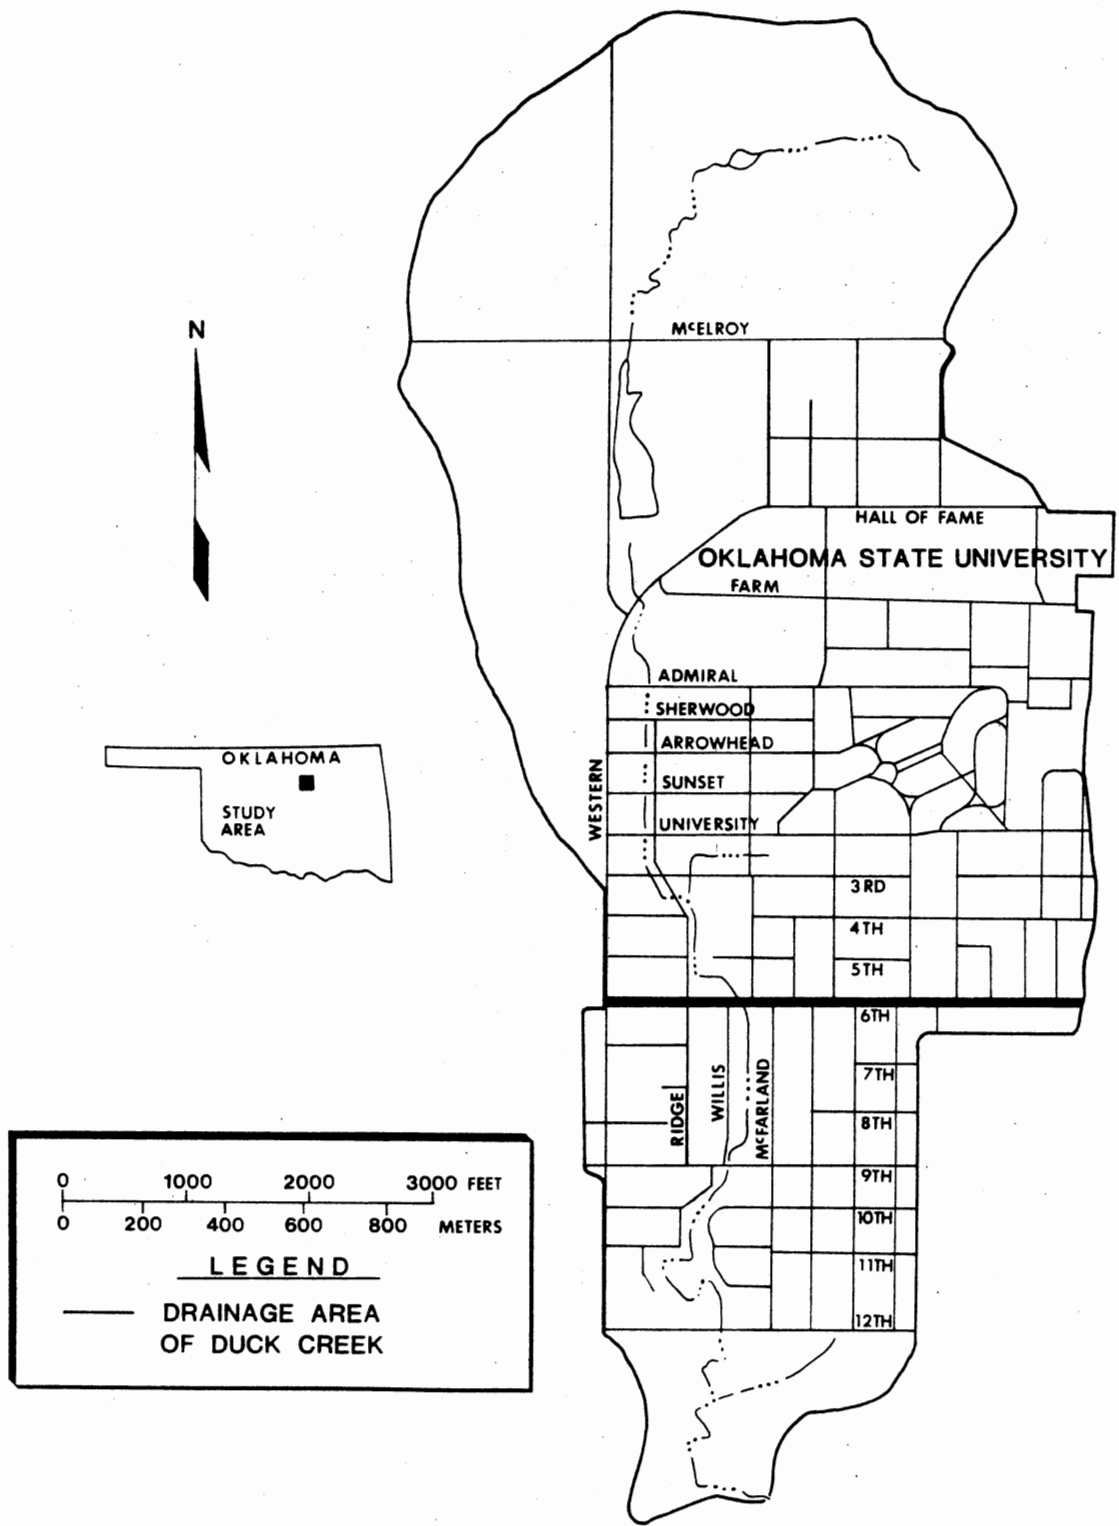 McELROY
N
HALL OF FAME
OKLAHOMA STATE UNIVERSITY
FARM
ADMIRAL
SHERWOOD
ARROWHEAD
OKLAHOMA
SUNSET
STUDY
AREA
WESTERN
UNIVERSITY
3RD
4TH
5TH
6TH
7TH
WILLIS
McFARLAND
RIDGE
8TH
9TH
10TH
11TH
12TH
0 1000 2000 3000 FEET
0 200 400 600 800 METERS
LEGEND
DRAINAGE AREA
OF DUCK CREEK